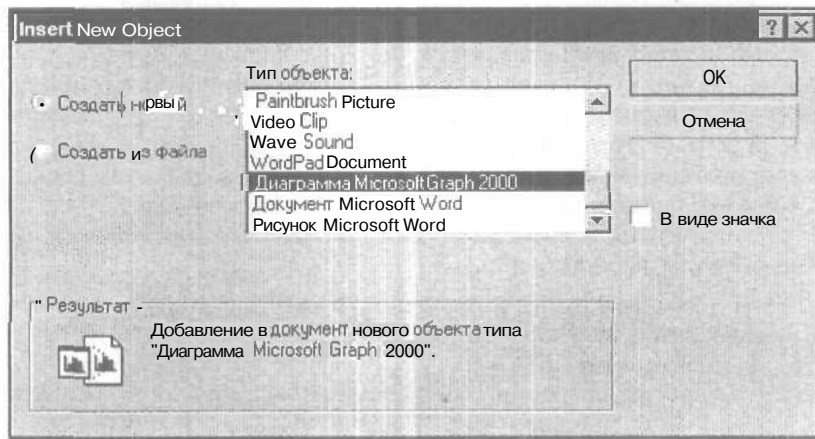 Insert New Object
Тип объекта:
Создать новый
Создать из файла
Paintbrush Picture
Video Clip
Wave Sound
WordPad Document
Диаграмма Microsoft Graph 2000
Документ Microsoft Word
Рисунок Microsoft Word
OK
Отмена
В виде значка
Результат
Добавление в документ нового объекта типа
"Диаграмма Microsoft Graph 2000".